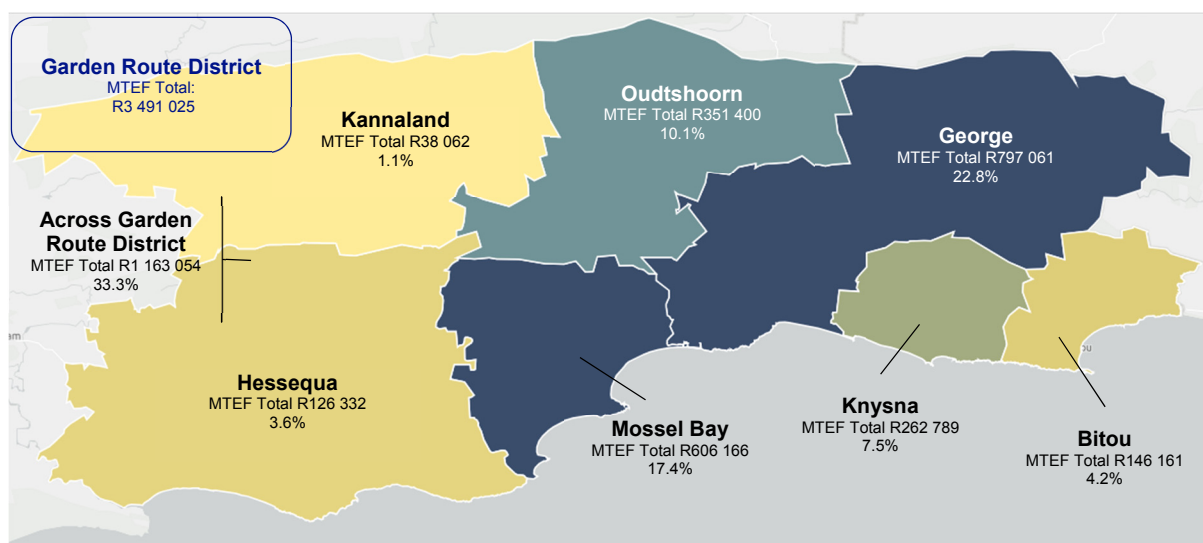 Garden Route District
MTEF Total:
R3 491 025
Kannaland
MTEF Total R38 062
1.1%
Oudtshoorn
MTEF Total R351 400
10.1%
George
MTEF Total R797 061
22.8%
Across Garden
Route District
MTEF Total R1 163 054
33.3%
Hessequa
MTEF Total R126 332
3.6%
Mossel Bay
MTEF Total R606 166
17.4%
Knysna
MTEF Total R262 789
7.5%
Bitou
MTEF Total R146 161
4.2%